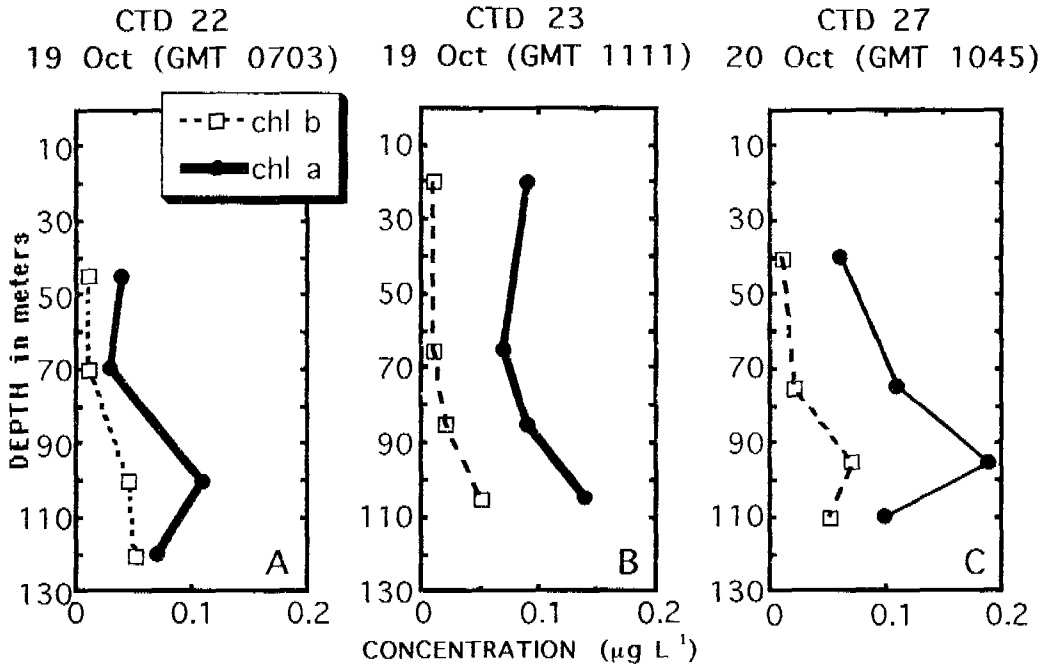 CTD 22
19 Oct (GMT 0703)
CTD 23
19 Oct (GMT 1111)
CTD 27
20 Oct (GMT 1045)
chl b
chl a
DEPTH in meters
10
30
50
70
90
110
130
0
0.1
0.2
A
10
30
50
70
90
110
130
0
0.1
0.2
B
10
30
50
70
90
110
130
0
0.1
0.2
C
CONCENTRATION (µg L¹)